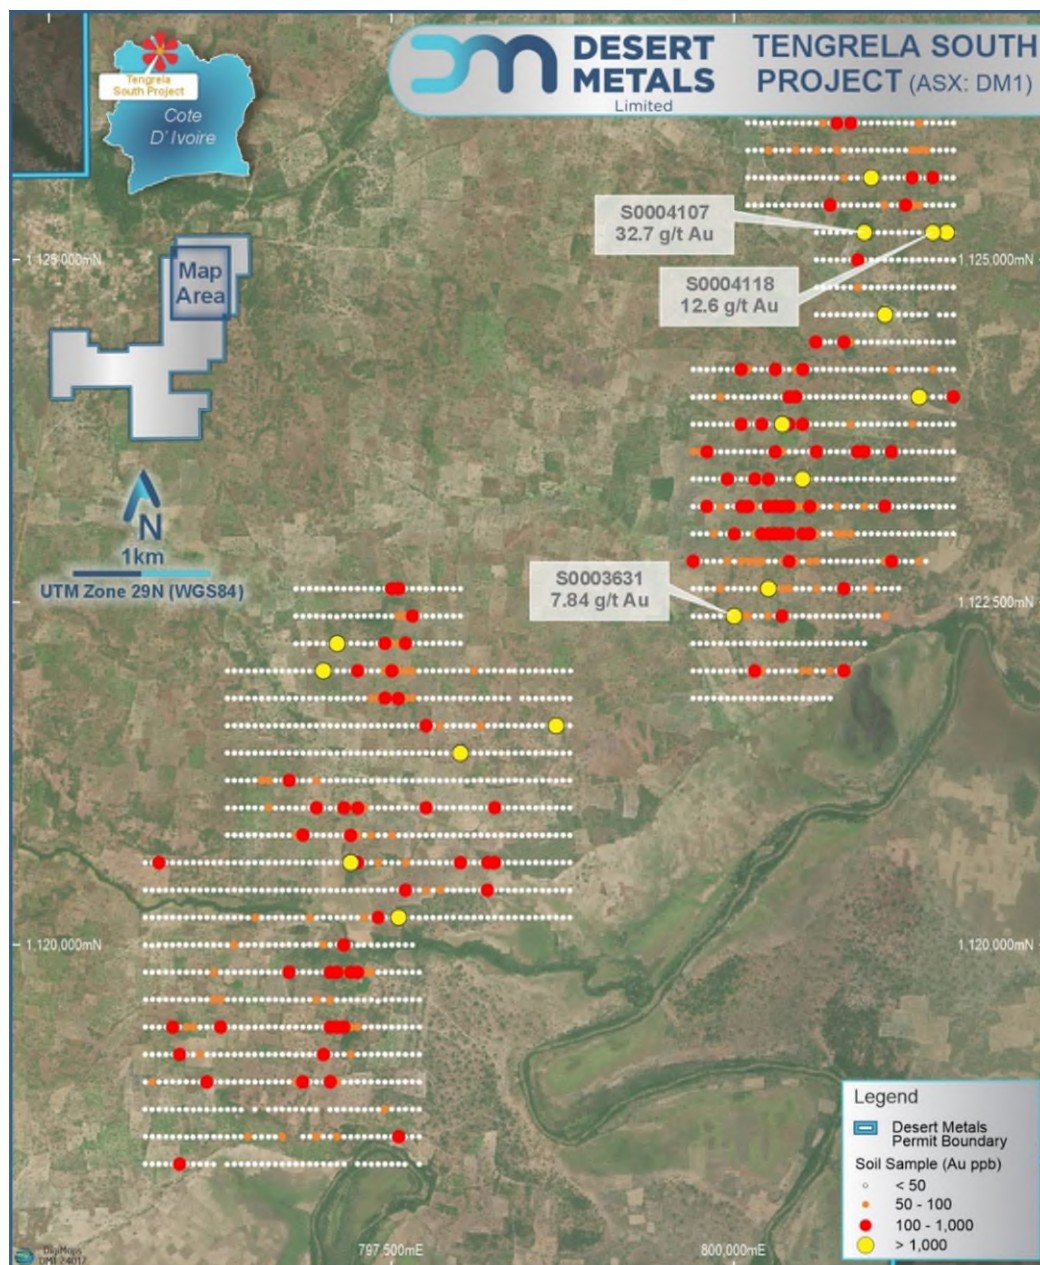 DESERT
METALS
Limited
TENGRELA SOUTH
PROJECT (ASX: DM1)
Tengrela
South Project
Cote
D' Ivoire
S0004107
32.7 g/t Au
1,125,000mN
1,125,000mN
Map
Area
S0004118
12.6 g/t Au
N
1km
UTM Zone 29N (WGS84)
S0003631
7.84 g/t Au
1,122,500mN
1,120,000mN
1,120,000mN
Legend
Desert Metals
Permit Boundary
Soil Sample (Au ppb)
< 50
50 - 100
100 - 1,000
> 1,000
DigiMaps
DM1-24017
797,500mE
800,000mE